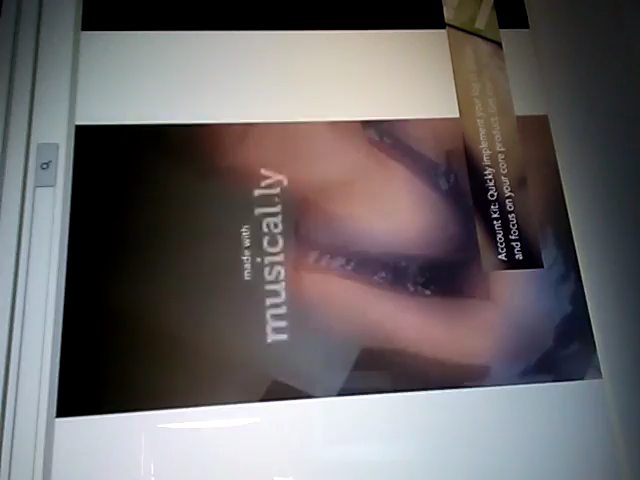 made with
musical.ly
Account Kit: Quickly implement your
and focus on your core product.